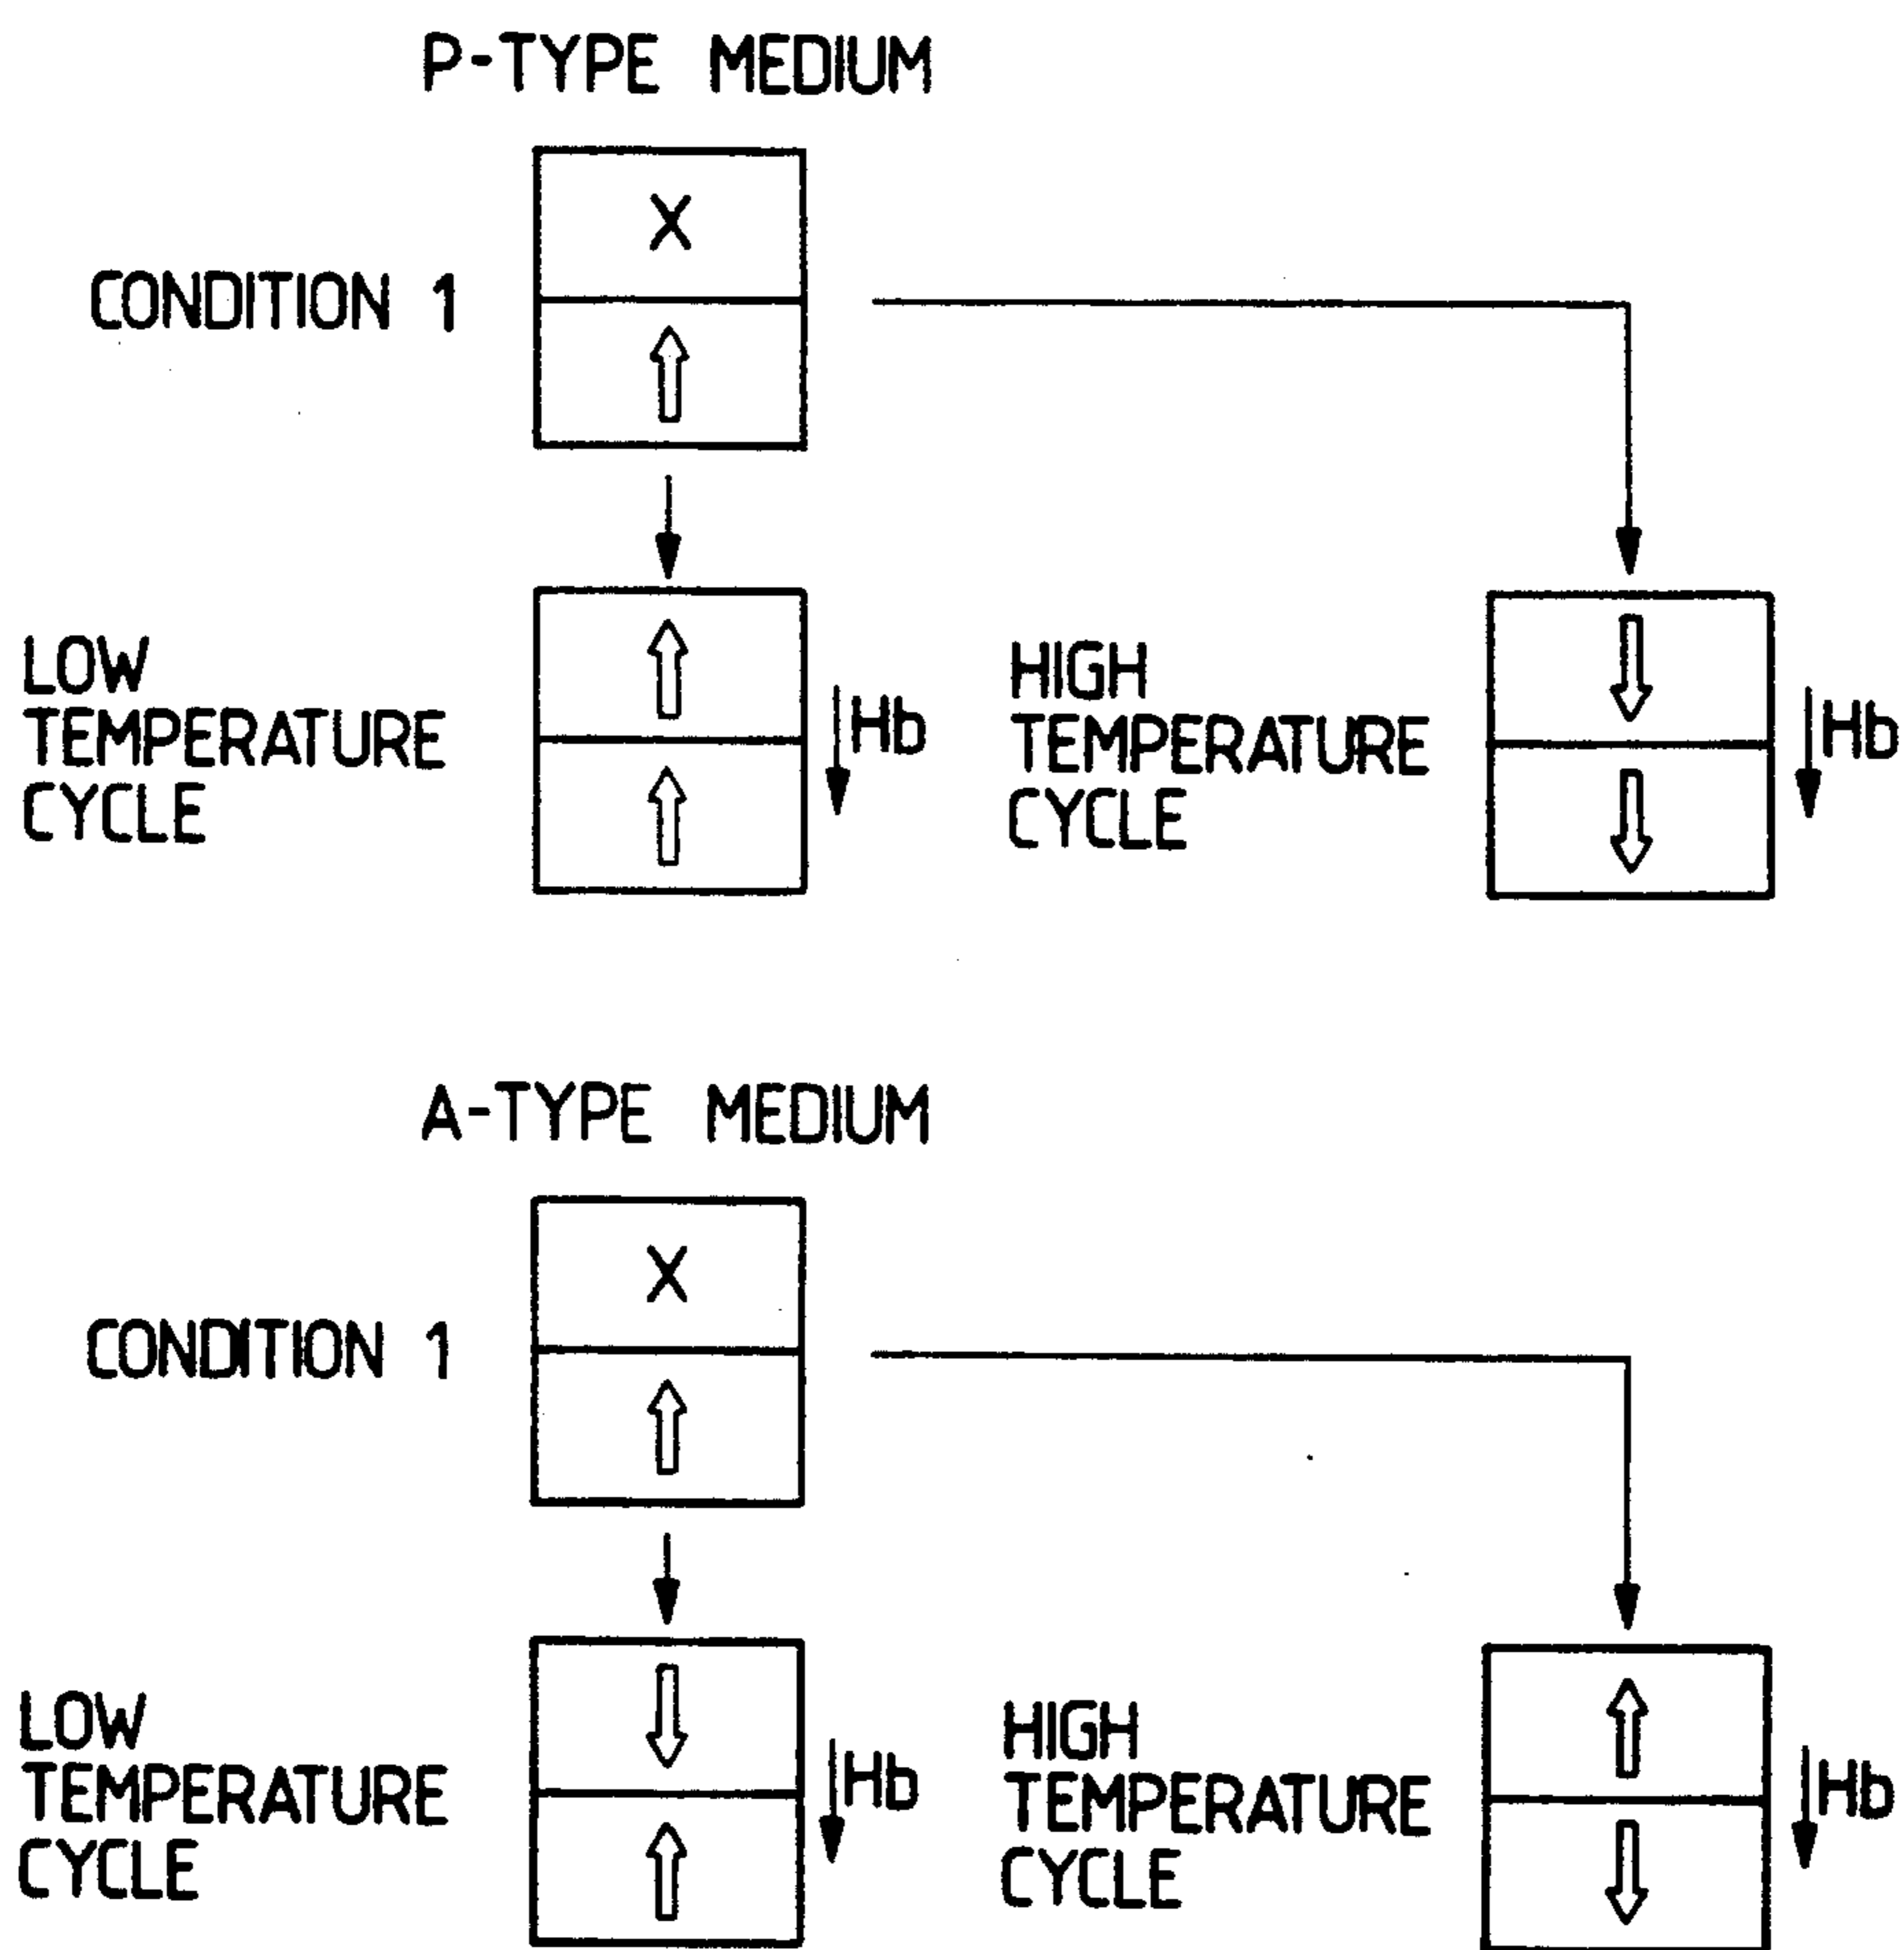 P-TYPE MEDIUM
X
CONDITION 1
LOW
TEMPERATURE
CYCLE
Hb
HIGH
TEMPERATURE
CYCLE
Hb
A-TYPE MEDIUM
X
CONDITION 1
LOW
TEMPERATURE
CYCLE
Hb
HIGH
TEMPERATURE
CYCLE
Hb